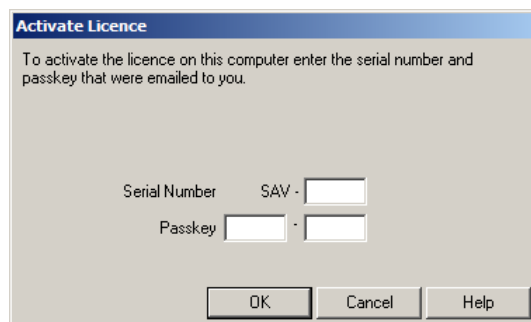 Activate Licence
To activate the licence on this computer enter the serial number and
passkey that were emailed to you.
Serial Number SAV -
Passkey -
OK Cancel Help